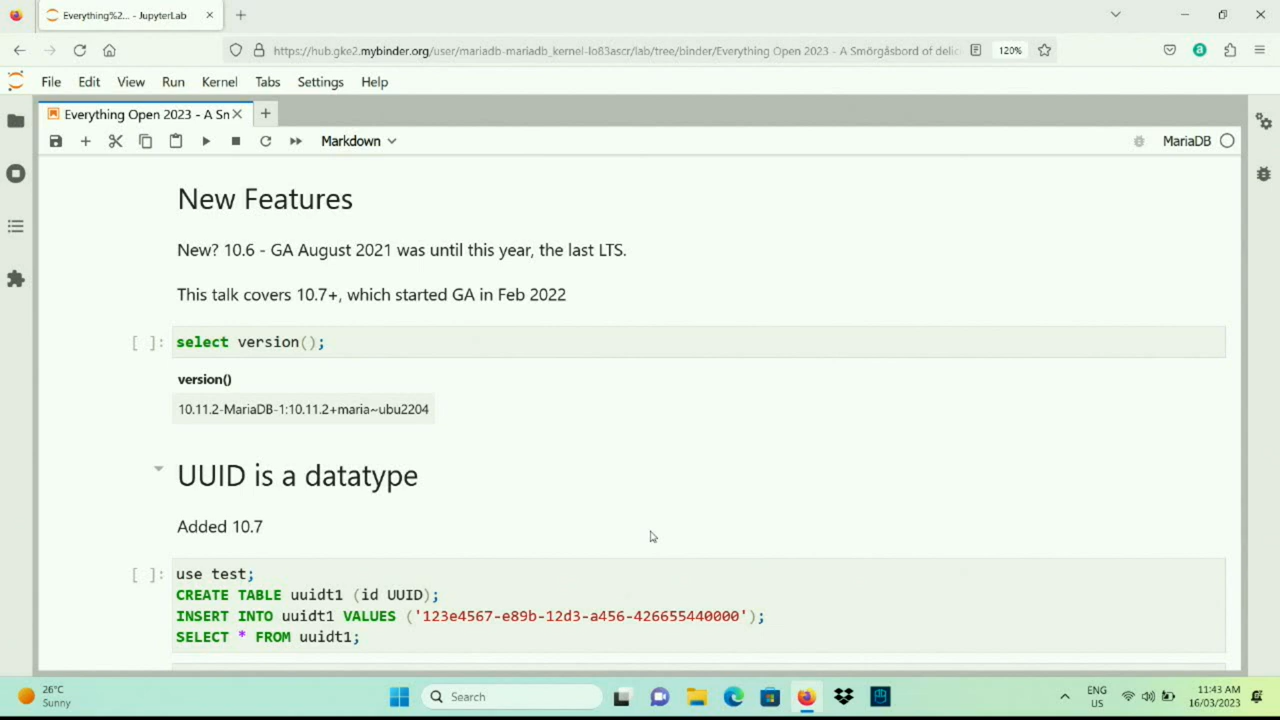 Everything%2... - JupyterLab
https://hub.gke2.mybinder.org/user/mariadb-mariadb_kernel-lo83ascr/lab/tree/binder/Everything Open 2023 - A Smörgåsbord of delic
120%
File Edit View Run Kernel Tabs Settings Help
Everything Open 2023 - A Sn
Markdown
MariaDB
New Features
New? 10.6 - GA August 2021 was until this year, the last LTS.
This talk covers 10.7+, which started GA in Feb 2022
[ ]: select version();
version()
10.11.2-MariaDB-1:10.11.2+maria~ubu2204
UUID is a datatype
Added 10.7
[ ]: use test;
CREATE TABLE uuidt1 (id UUID);
INSERT INTO uuidt1 VALUES ('123e4567-e89b-12d3-a456-426655440000');
SELECT * FROM uuidt1;
26°C
Sunny
Search
ENG
US
11:43 AM
16/03/2023